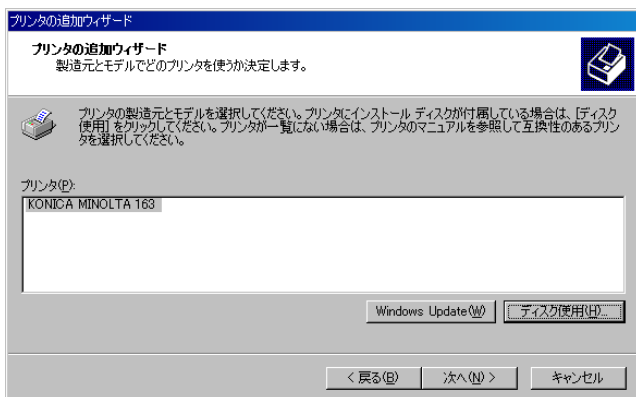 プリンタの追加ウィザード
プリンタの追加ウィザード
製造元とモデルでどのプリンタを使うか決定します。
プリンタの製造元とモデルを選択してください。プリンタにインストール ディスクが付属している場合は、[ディスク
使用] をクリックしてください。プリンタが一覧にない場合は、プリンタのマニュアルを参照して互換性のあるプリン
タを選択してください。
プリンタ(P):
KONICA MINOLTA 163
Windows Update(W) ディスク使用(H)...
< 戻る(B) 次へ(N) > キャンセル